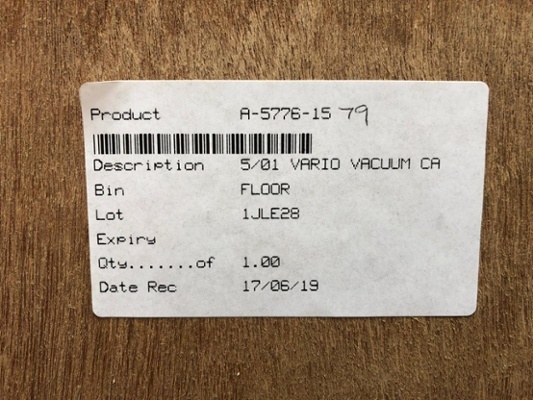 Product A-5776-15 79
Description 5/01 VARIO VACUUM CA
Bin FLOOR
Lot 1JLE28
Expiry
Qty.......of 1.00
Date Rec 17/06/19